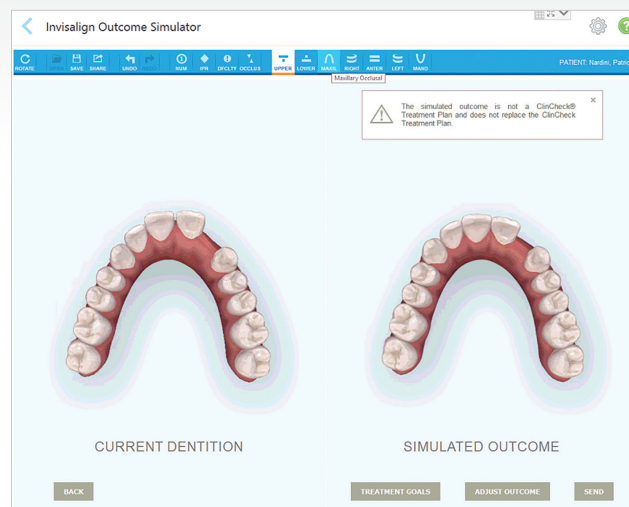 Invisalign Outcome Simulator
ROTATE SAVE SHARE UNDO NUM IPR DFCLTY OCCLUS UPPER LOWER MAXIL RIGHT ANTER LEFT MAND PATIENT: Nardini, Patric
Maxillary Occlusal
The simulated outcome is not a ClinCheck®
Treatment Plan and does not replace the ClinCheck
Treatment Plan.
CURRENT DENTITION SIMULATED OUTCOME
BACK TREATMENT GOALS ADJUST OUTCOME SEND